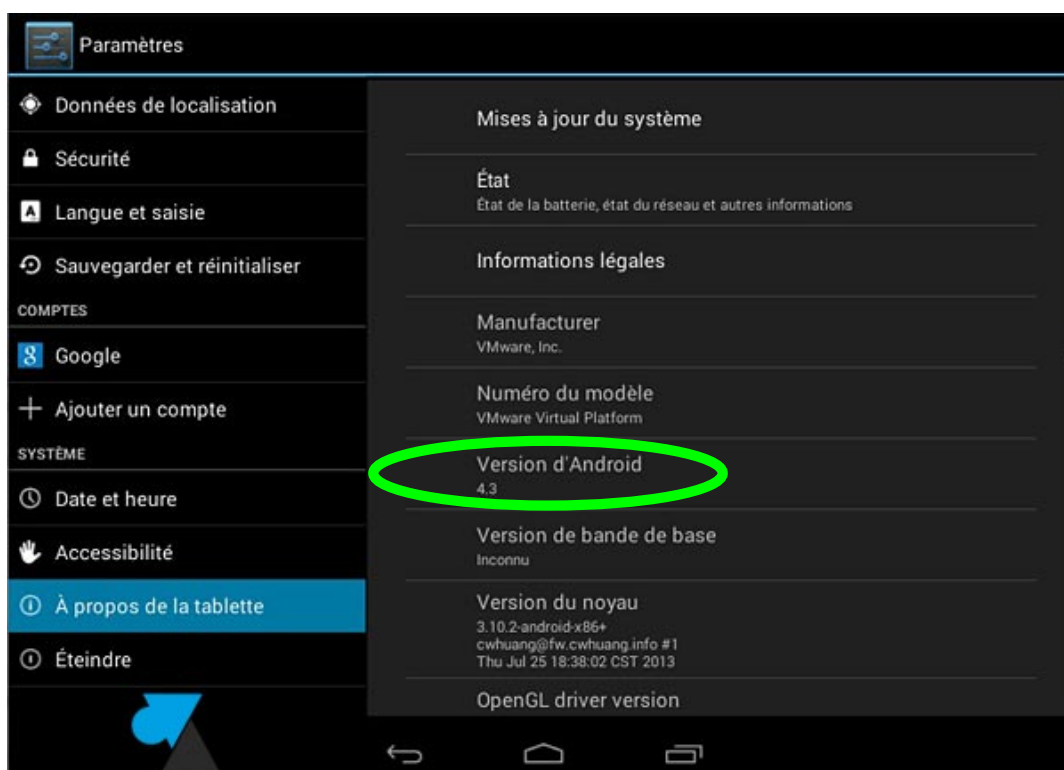 Paramètres
Données de localisation
Sécurité
Langue et saisie
Sauvegarder et réinitialiser
COMPTES
Google
Ajouter un compte
SYSTÈME
Date et heure
Accessibilité
À propos de la tablette
Éteindre
Mises à jour du système
État
État de la batterie, état du réseau et autres informations
Informations légales
Manufacturer
VMware, Inc.
Numéro du modèle
VMware Virtual Platform
Version d'Android
4.3
Version de bande de base
Inconnu
Version du noyau
3.10.2-android-x86+
cwhuang@fw.cwhuang.info #1
Thu Jul 25 18:38:02 CST 2013
OpenGL driver version